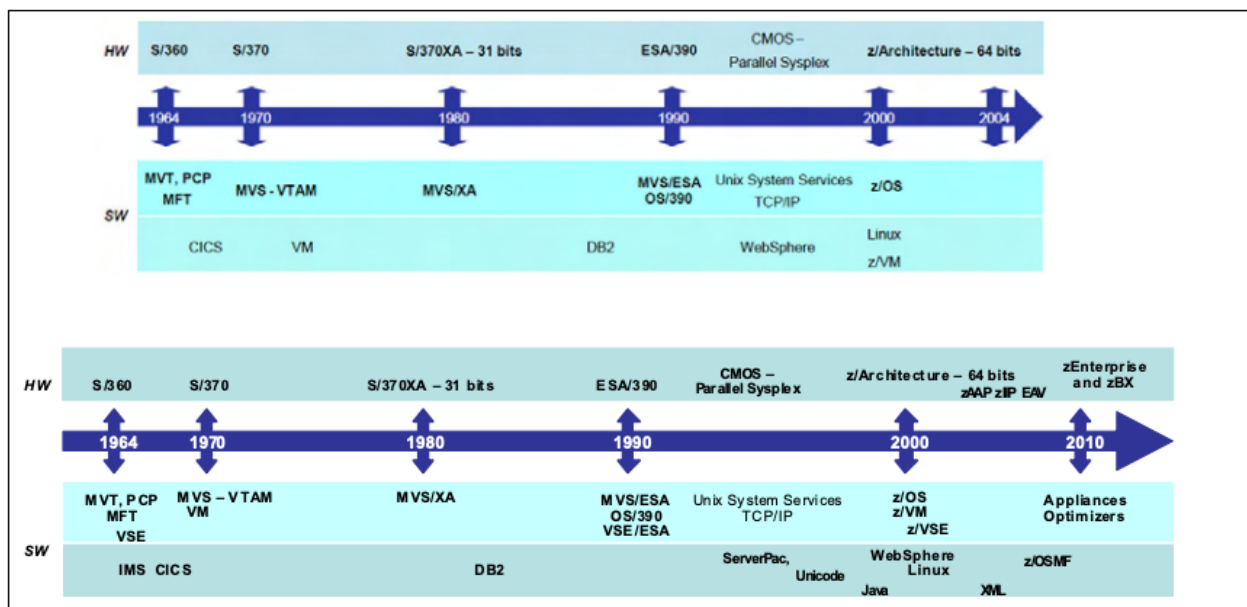 HW S/360 S/370 S/370XA – 31 bits ESA/390 CMOS – z/Architecture – 64 bits
Parallel Sysplex
1964 1970 1980 1990 2000 2004
MVT, PCP MVS - VTAM MVS/XA MVS/ESA Unix System Services z/OS
MFT OS/390 TCP/IP
SW
CICS VM DB2 WebSphere Linux
z/VM
HW S/360 S/370 S/370XA – 31 bits ESA/390 CMOS – z/Architecture – 64 bits zEnterprise
Parallel Sysplex zAAP zIIP EAV and zBX
1964 1970 1980 1990 2000 2010
MVT, PCP MVS – VTAM MVS/XA MVS/ESA Unix System Services z/OS Appliances
MFT VM OS/390 TCP/IP z/VM Optimizers
VSE VSE/ESA z/VSE
SW
IMS CICS DB2 ServerPac, WebSphere z/OSMF
Unicode Linux
Java XML